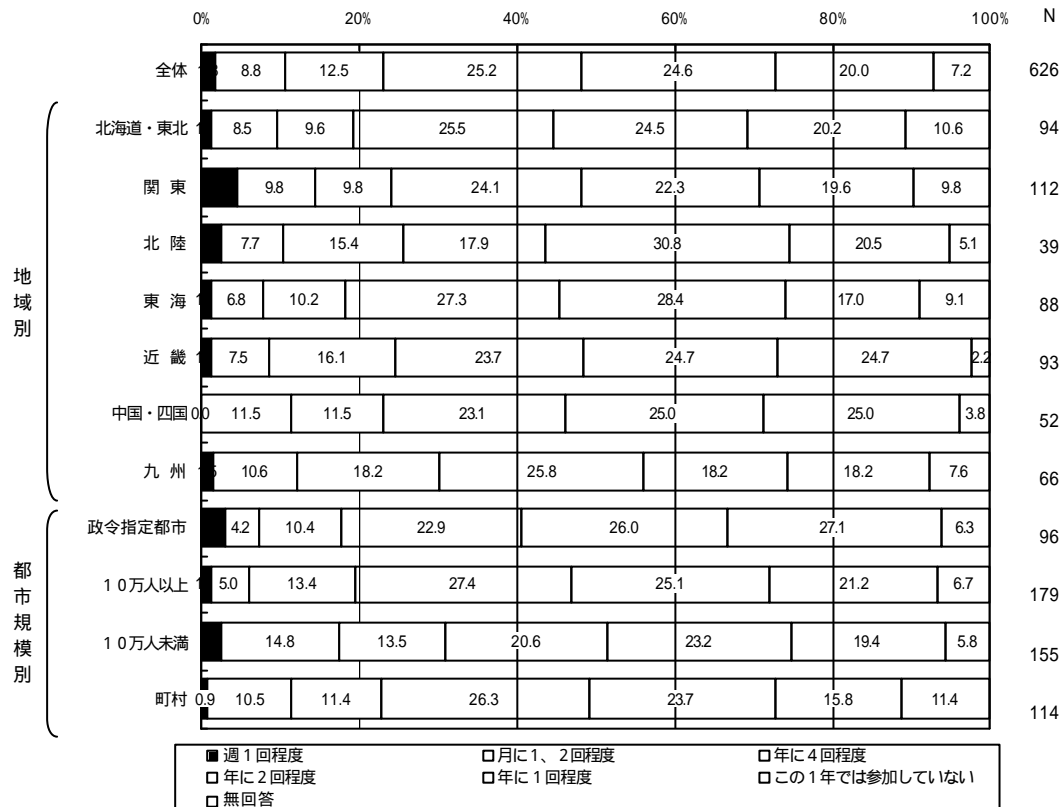 0% 20% 40% 60% 80% 100% N
全体 8.8 12.5 25.2 24.6 20.0 7.2 626
北海道・東北 8.5 9.6 25.5 24.5 20.2 10.6 94
関東 9.8 9.8 24.1 22.3 19.6 9.8 112
北陸 7.7 15.4 17.9 30.8 20.5 5.1 39
地域別
東海 6.8 10.2 27.3 28.4 17.0 9.1 88
近畿 7.5 16.1 23.7 24.7 24.7 2.2 93
中国・四国 0.0 11.5 11.5 23.1 25.0 25.0 3.8 52
九州 10.6 18.2 25.8 18.2 18.2 7.6 66
政令指定都市 4.2 10.4 22.9 26.0 27.1 6.3 96
都市規模別
10万人以上 5.0 13.4 27.4 25.1 21.2 6.7 179
10万人未満 14.8 13.5 20.6 23.2 19.4 5.8 155
町村 0.9 10.5 11.4 26.3 23.7 15.8 11.4 114
週1回程度 月に1、2回程度 年に4回程度
年に2回程度 年に1回程度 この1年では参加していない
無回答